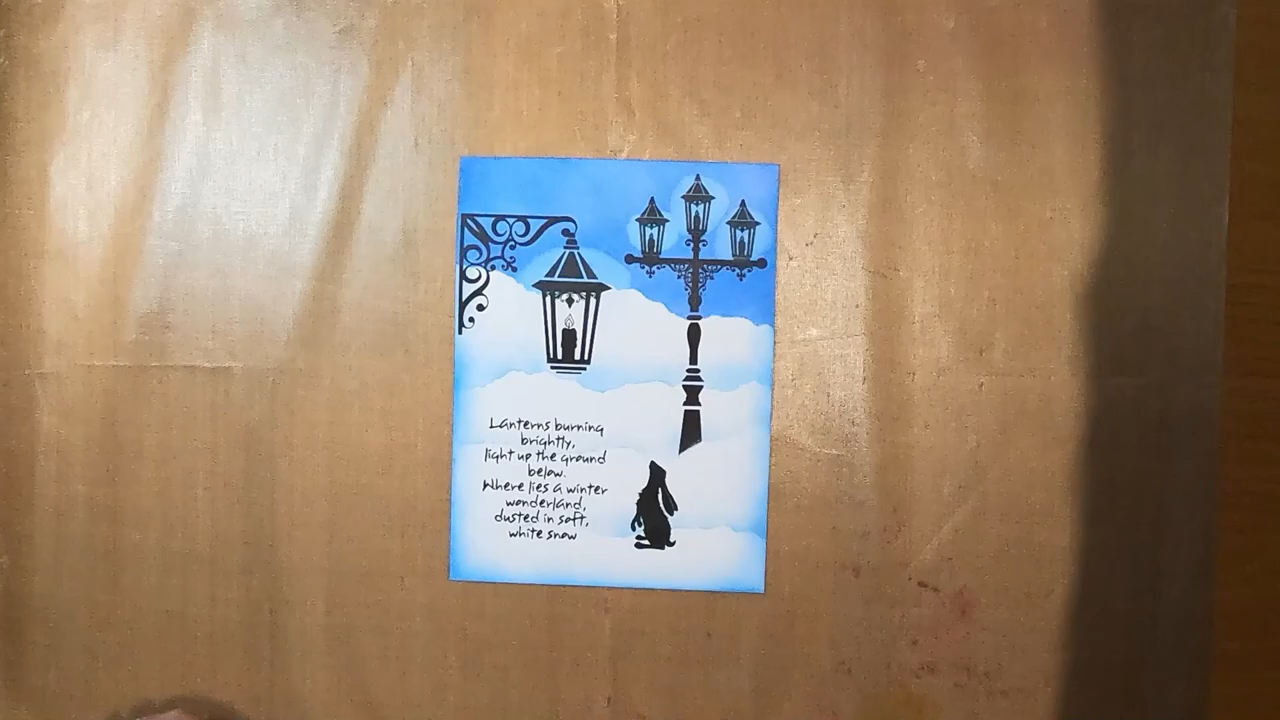 Lanterns burning
brightly,
light up the ground
below.
Where lies a winter
wonderland,
dusted in soft,
white snow